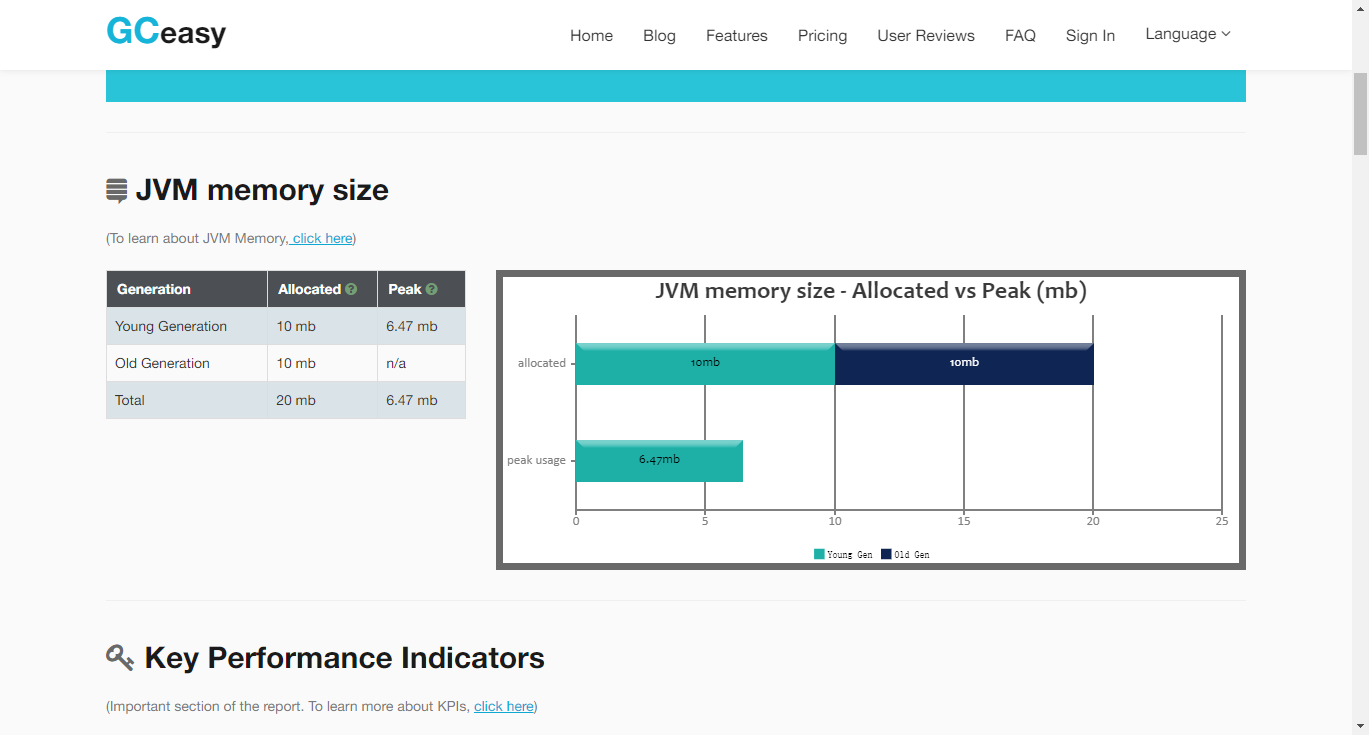 GCeasy
Home Blog Features Pricing User Reviews FAQ Sign In Language
JVM memory size
(To learn about JVM Memory, click here)
Generation Allocated ? Peak ?
Young Generation 10 mb 6.47 mb
Old Generation 10 mb n/a
Total 20 mb 6.47 mb
JVM memory size - Allocated vs Peak (mb)
allocated 10mb 10mb
peak usage 6.47mb
0 5 10 15 20 25
Young Gen Old Gen
Key Performance Indicators
(Important section of the report. To learn more about KPIs, click here)